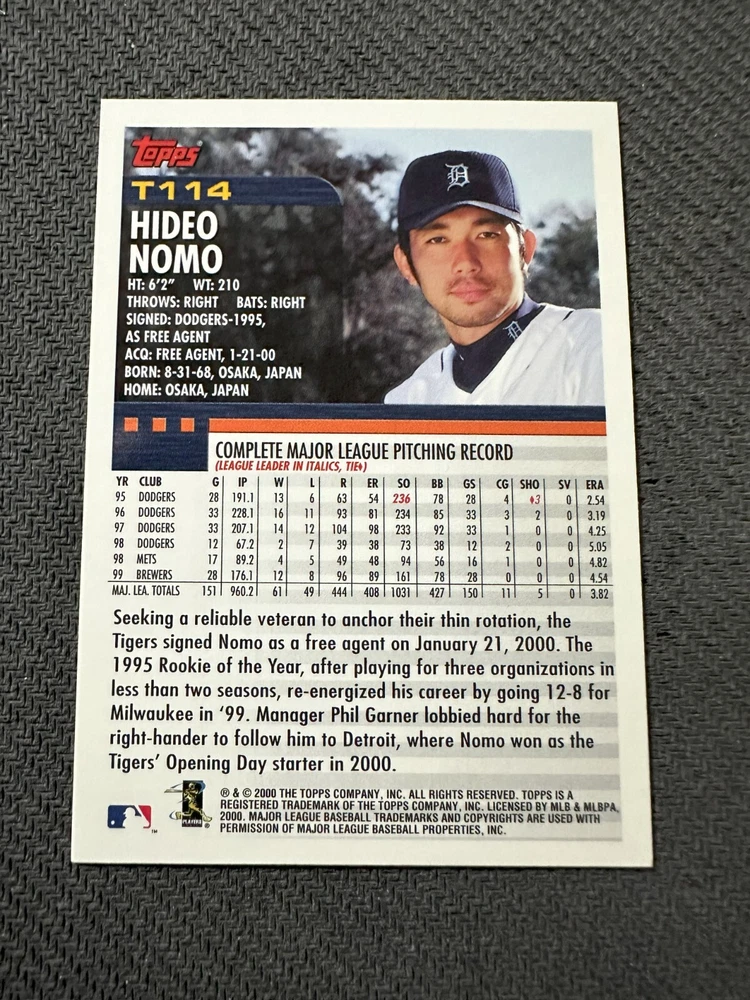 Topps
T114
HIDEO
NOMO
HT: 6'2" WT: 210
THROWS: RIGHT BATS: RIGHT
SIGNED: DODGERS-1995,
AS FREE AGENT
ACQ: FREE AGENT, 1-21-00
BORN: 8-31-68, OSAKA, JAPAN
HOME: OSAKA, JAPAN
D
D
COMPLETE MAJOR LEAGUE PITCHING RECORD
(LEAGUE LEADER IN ITALICS, TIE♦)
YR CLUB G IP W L R ER SO BB GS CG SHO SV ERA
95 DODGERS 28 191.1 13 6 63 54 236 78 28 4 ♦3 0 2.54
96 DODGERS 33 228.1 16 11 93 81 234 85 33 3 2 0 3.19
97 DODGERS 33 207.1 14 12 104 98 233 92 33 1 0 0 4.25
98 DODGERS 12 67.2 2 7 39 38 73 38 12 2 0 0 5.05
98 METS 17 89.2 4 5 49 48 94 56 16 1 0 0 4.82
99 BREWERS 28 176.1 12 8 96 89 161 78 28 0 0 0 4.54
MAJ. LEA. TOTALS 151 960.2 61 49 444 408 1031 427 150 11 5 0 3.82
Seeking a reliable veteran to anchor their thin rotation, the
Tigers signed Nomo as a free agent on January 21, 2000. The
1995 Rookie of the Year, after playing for three organizations in
less than two seasons, re-energized his career by going 12-8 for
Milwaukee in '99. Manager Phil Garner lobbied hard for the
right-hander to follow him to Detroit, where Nomo won as the
Tigers' Opening Day starter in 2000.
PLAYERS
® & © 2000 THE TOPPS COMPANY, INC. ALL RIGHTS RESERVED. TOPPS IS A
REGISTERED TRADEMARK OF THE TOPPS COMPANY, INC. LICENSED BY MLB & MLBPA,
2000. MAJOR LEAGUE BASEBALL TRADEMARKS AND COPYRIGHTS ARE USED WITH
PERMISSION OF MAJOR LEAGUE BASEBALL PROPERTIES, INC.